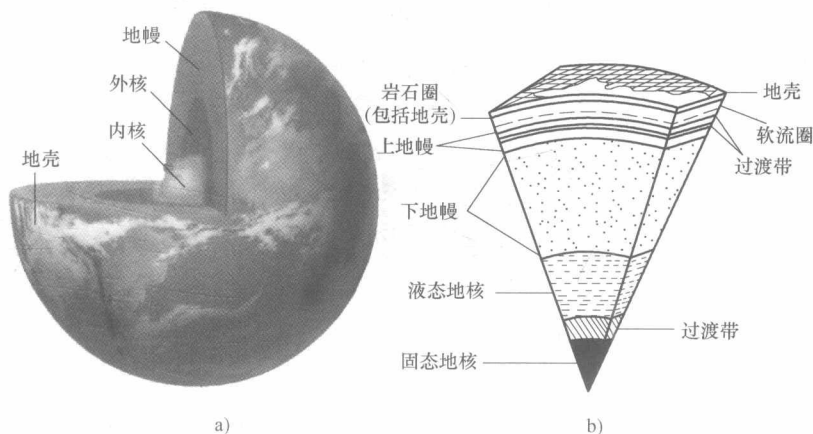 地幔
外核
内核
地壳
a)
岩石圈
(包括地壳)
上地幔
下地幔
液态地核
固态地核
地壳
软流圈
过渡带
过渡带
b)